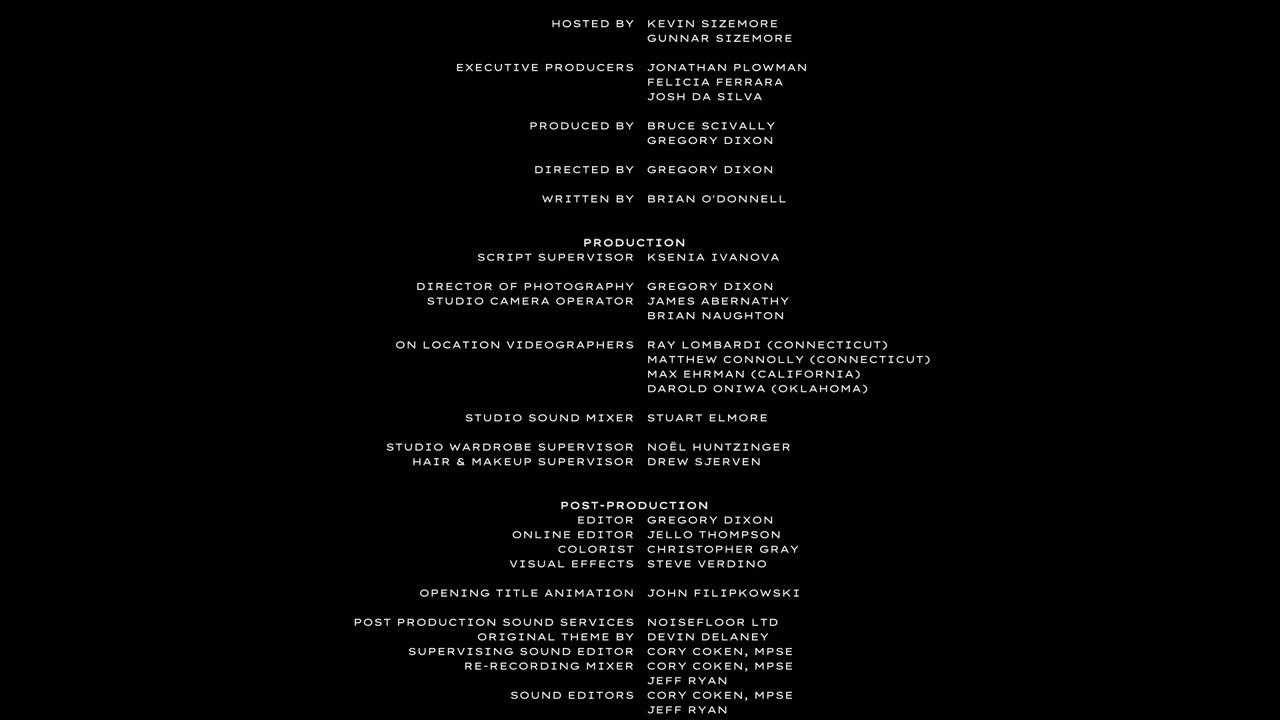 HOSTED BY KEVIN SIZEMORE
GUNNAR SIZEMORE
EXECUTIVE PRODUCERS JONATHAN PLOWMAN
FELICIA FERRARA
JOSH DA SILVA
PRODUCED BY BRUCE SCIVALLY
GREGORY DIXON
DIRECTED BY GREGORY DIXON
WRITTEN BY BRIAN O'DONNELL
PRODUCTION
SCRIPT SUPERVISOR KSENIA IVANOVA
DIRECTOR OF PHOTOGRAPHY GREGORY DIXON
STUDIO CAMERA OPERATOR JAMES ABERNATHY
BRIAN NAUGHTON
ON LOCATION VIDEOGRAPHERS RAY LOMBARDI (CONNECTICUT)
MATTHEW CONNOLLY (CONNECTICUT)
MAX EHRMAN (CALIFORNIA)
DAROLD ONIWA (OKLAHOMA)
STUDIO SOUND MIXER STUART ELMORE
STUDIO WARDROBE SUPERVISOR NOËL HUNTZINGER
HAIR & MAKEUP SUPERVISOR DREW SJERVEN
POST-PRODUCTION
EDITOR GREGORY DIXON
ONLINE EDITOR JELLO THOMPSON
COLORIST CHRISTOPHER GRAY
VISUAL EFFECTS STEVE VERDINO
OPENING TITLE ANIMATION JOHN FILIPKOWSKI
POST PRODUCTION SOUND SERVICES NOISEFLOOR LTD
ORIGINAL THEME BY DEVIN DELANEY
SUPERVISING SOUND EDITOR CORY COKEN, MPSE
RE-RECORDING MIXER CORY COKEN, MPSE
JEFF RYAN
SOUND EDITORS CORY COKEN, MPSE
JEFF RYAN